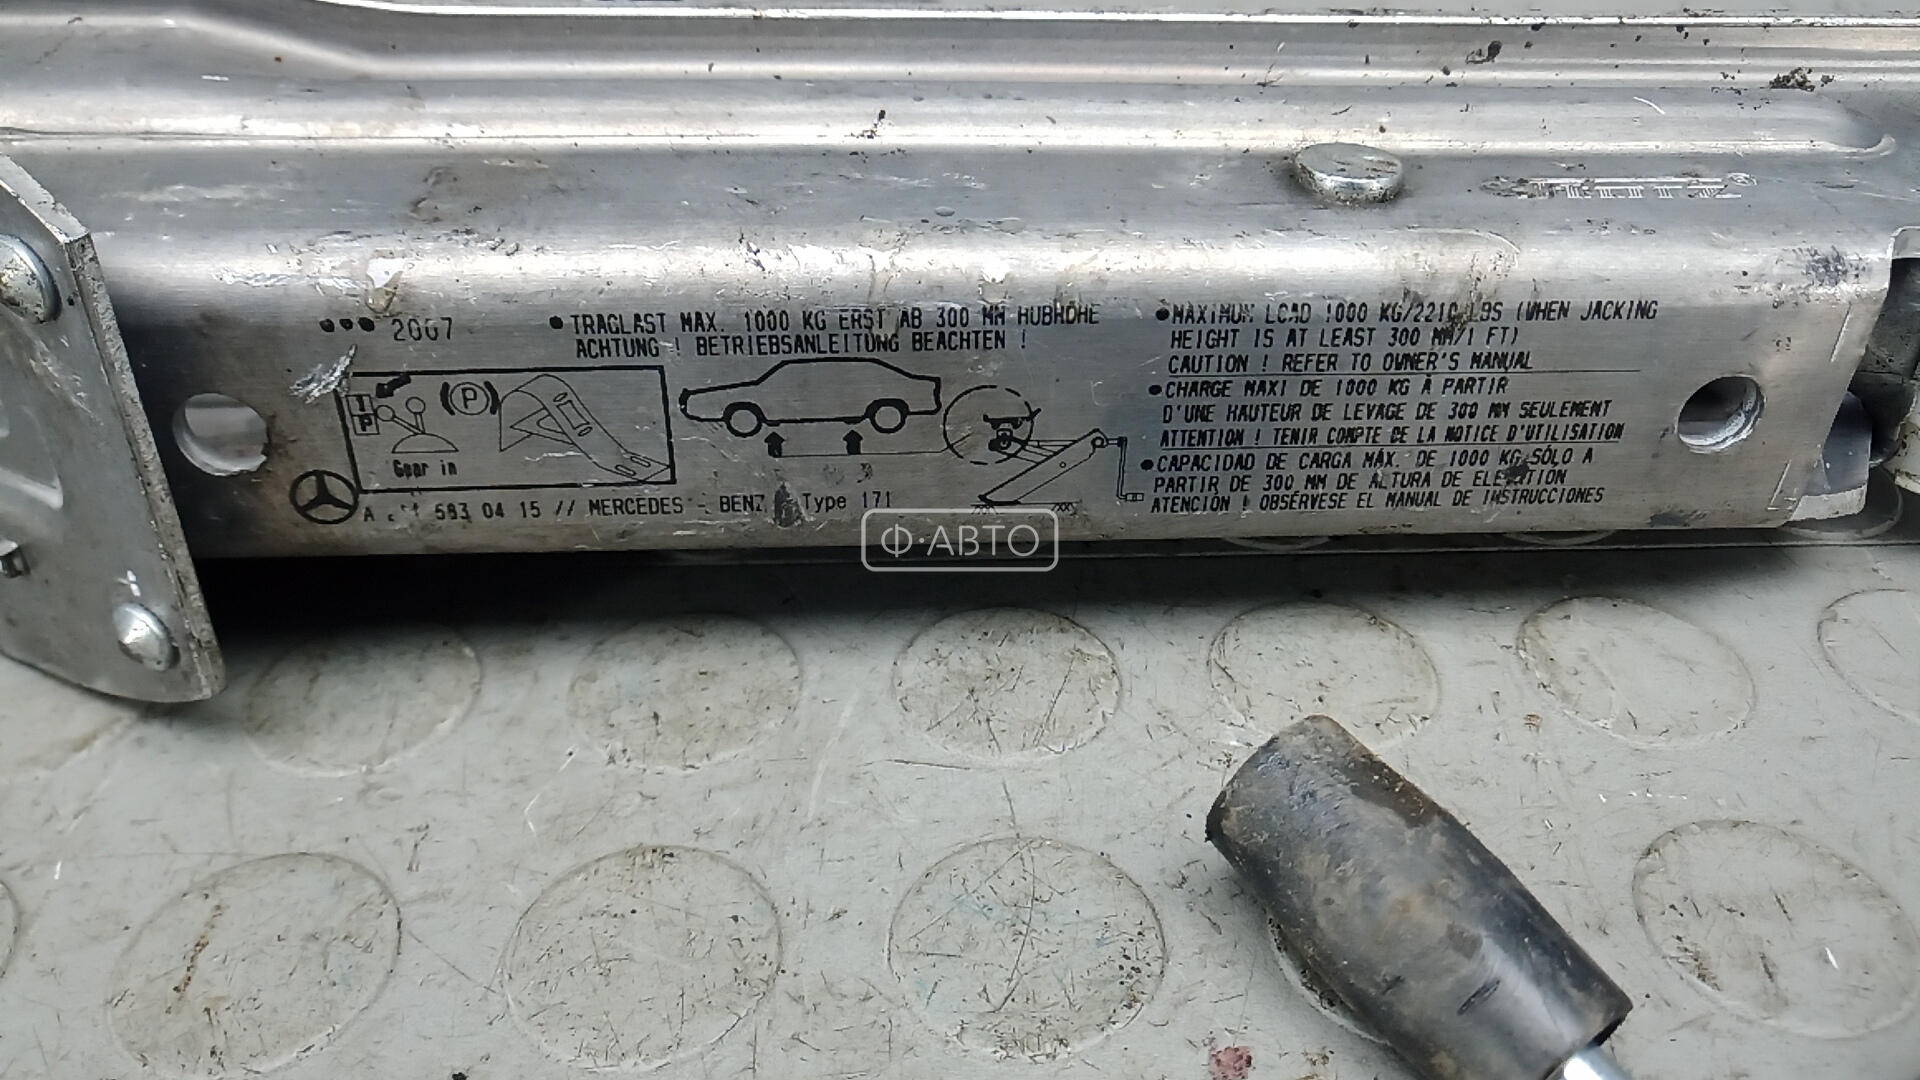 2007
● TRAGLAST MAX. 1000 KG ERST AB 300 MM HUBHÖHE
ACHTUNG ! BETRIEBSANLEITUNG BEACHTEN !
1
P
(P)
Gear in
A 583 04 15 // MERCEDES - BENZ Type 171
● MAXIMUM LOAD 1000 KG/2210 LBS (WHEN JACKING
HEIGHT IS AT LEAST 300 MM/1 FT)
CAUTION ! REFER TO OWNER'S MANUAL
● CHARGE MAXI DE 1000 KG À PARTIR
D'UNE HAUTEUR DE LEVAGE DE 300 MM SEULEMENT
ATTENTION ! TENIR COMPTE DE LA NOTICE D'UTILISATION
● CAPACIDAD DE CARGA MÁX. DE 1000 KG SÓLO A
PARTIR DE 300 MM DE ALTURA DE ELEVATION
ATENCIÓN ! OBSÉRVESE EL MANUAL DE INSTRUCCIONES
Ф·АВТО